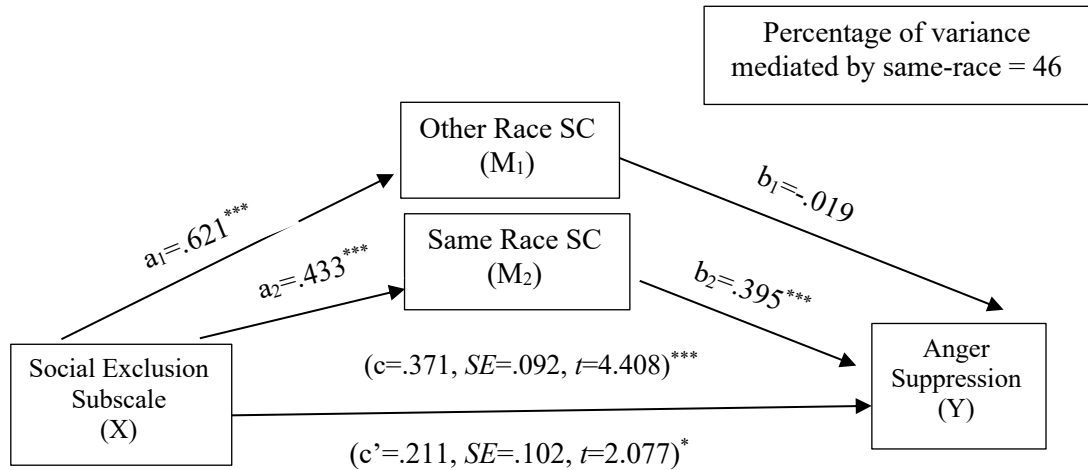 Percentage of variance
mediated by same-race = 46
Other Race SC
(M₁)
a₁=.621***
b₁=-.019
Same Race SC
(M₂)
a₂=.433***
b₂=.395***
Social Exclusion
Subscale
(X)
(c=.371, SE=.092, t=4.408)***
Anger
Suppression
(Y)
(c’=.211, SE=.102, t=2.077)*